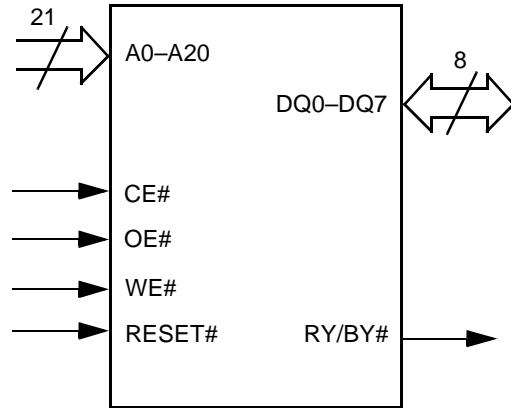 21
A0–A20
8
DQ0–DQ7
CE#
OE#
WE#
RESET#
RY/BY#